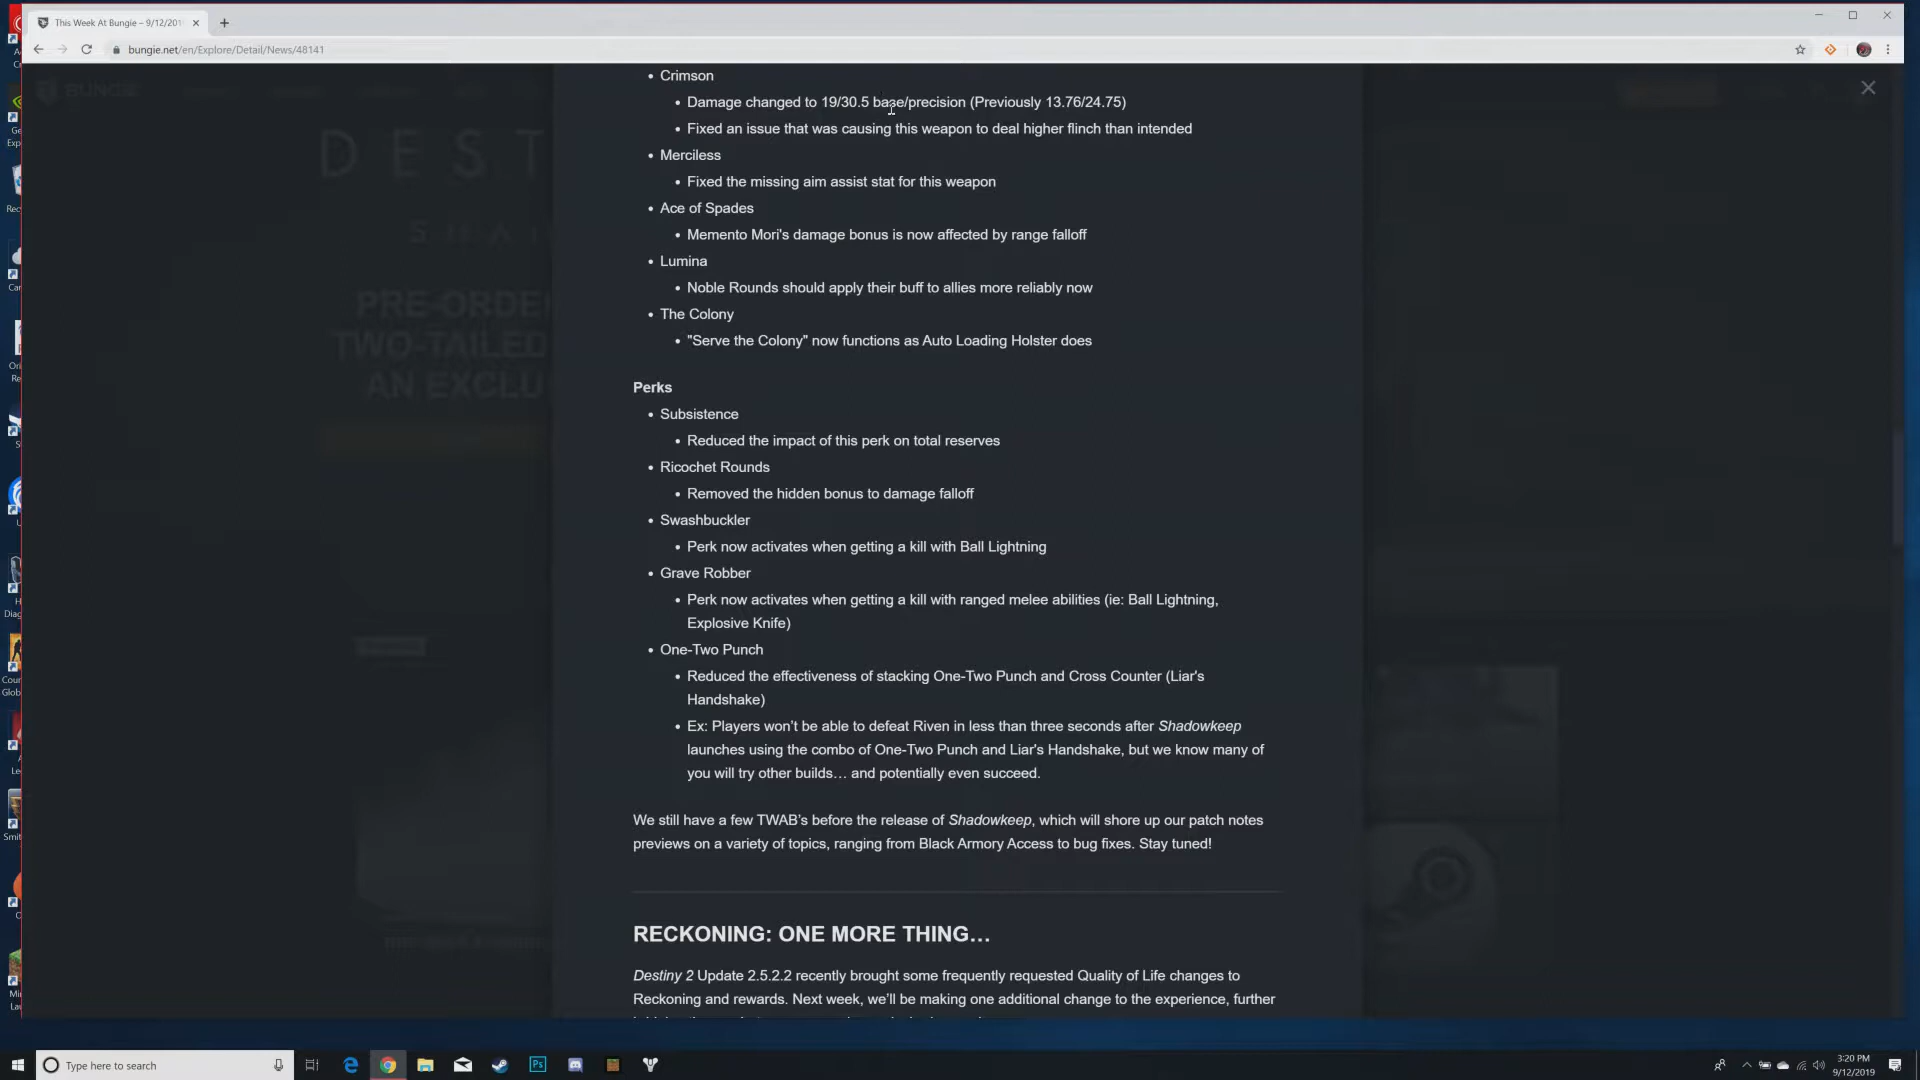 This Week At Bungie – 9/12/201
bungie.net/en/Explore/Detail/News/48141
BUNGIE
DEST
PRE-ORDER
TWO-TAILED
AN EXCLU
Crimson
Damage changed to 19/30.5 base/precision (Previously 13.76/24.75)
Fixed an issue that was causing this weapon to deal higher flinch than intended
Merciless
Fixed the missing aim assist stat for this weapon
Ace of Spades
Memento Mori's damage bonus is now affected by range falloff
Lumina
Noble Rounds should apply their buff to allies more reliably now
The Colony
"Serve the Colony" now functions as Auto Loading Holster does
Perks
Subsistence
Reduced the impact of this perk on total reserves
Ricochet Rounds
Removed the hidden bonus to damage falloff
Swashbuckler
Perk now activates when getting a kill with Ball Lightning
Grave Robber
Perk now activates when getting a kill with ranged melee abilities (ie: Ball Lightning,
Explosive Knife)
One-Two Punch
Reduced the effectiveness of stacking One-Two Punch and Cross Counter (Liar's
Handshake)
Ex: Players won't be able to defeat Riven in less than three seconds after Shadowkeep
launches using the combo of One-Two Punch and Liar's Handshake, but we know many of
you will try other builds… and potentially even succeed.
We still have a few TWAB's before the release of Shadowkeep, which will shore up our patch notes
previews on a variety of topics, ranging from Black Armory Access to bug fixes. Stay tuned!
RECKONING: ONE MORE THING…
Destiny 2 Update 2.5.2.2 recently brought some frequently requested Quality of Life changes to
Reckoning and rewards. Next week, we'll be making one additional change to the experience, further
Type here to search
Ps
3:20 PM
9/12/2019